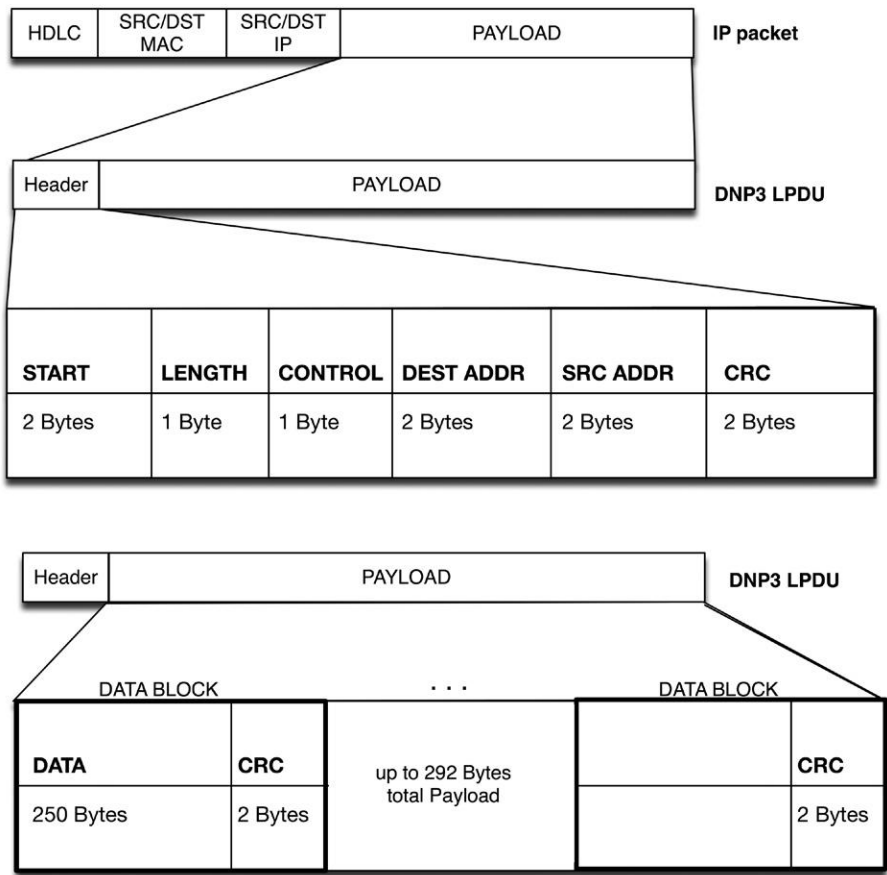 HDLC
SRC/DST
MAC
SRC/DST
IP
PAYLOAD
IP packet
Header
PAYLOAD
DNP3 LPDU
START
LENGTH
CONTROL
DEST ADDR
SRC ADDR
CRC
2 Bytes
1 Byte
1 Byte
2 Bytes
2 Bytes
2 Bytes
Header
PAYLOAD
DNP3 LPDU
DATA BLOCK
. . .
DATA BLOCK
DATA
CRC
up to 292 Bytes
total Payload
CRC
250 Bytes
2 Bytes
2 Bytes